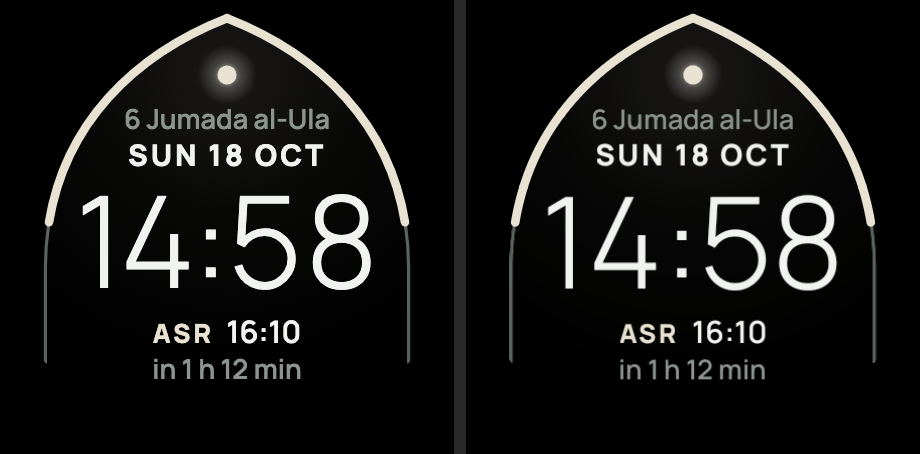 6 Jumada al-Ula
SUN 18 OCT
14:58
ASR 16:10
in 1 h 12 min
6 Jumada al-Ula
SUN 18 OCT
14:58
ASR 16:10
in 1 h 12 min